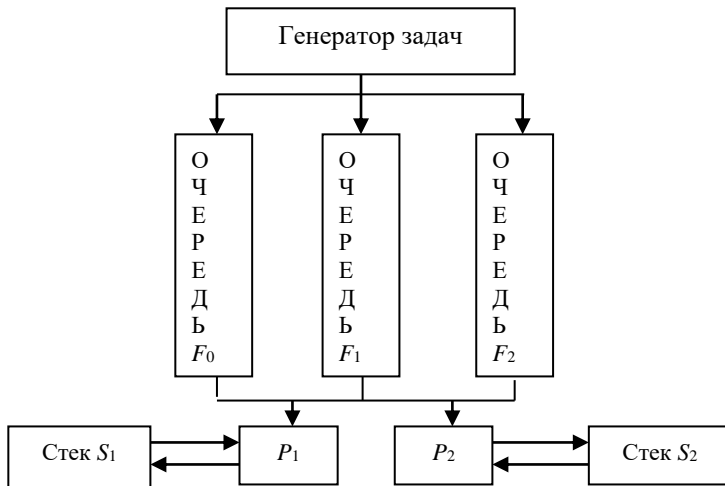 Генератор задач
О
Ч
Е
Р
Е
Д
Ь
F0
О
Ч
Е
Р
Е
Д
Ь
F1
О
Ч
Е
Р
Е
Д
Ь
F2
Стек S1
P1
P2
Стек S2